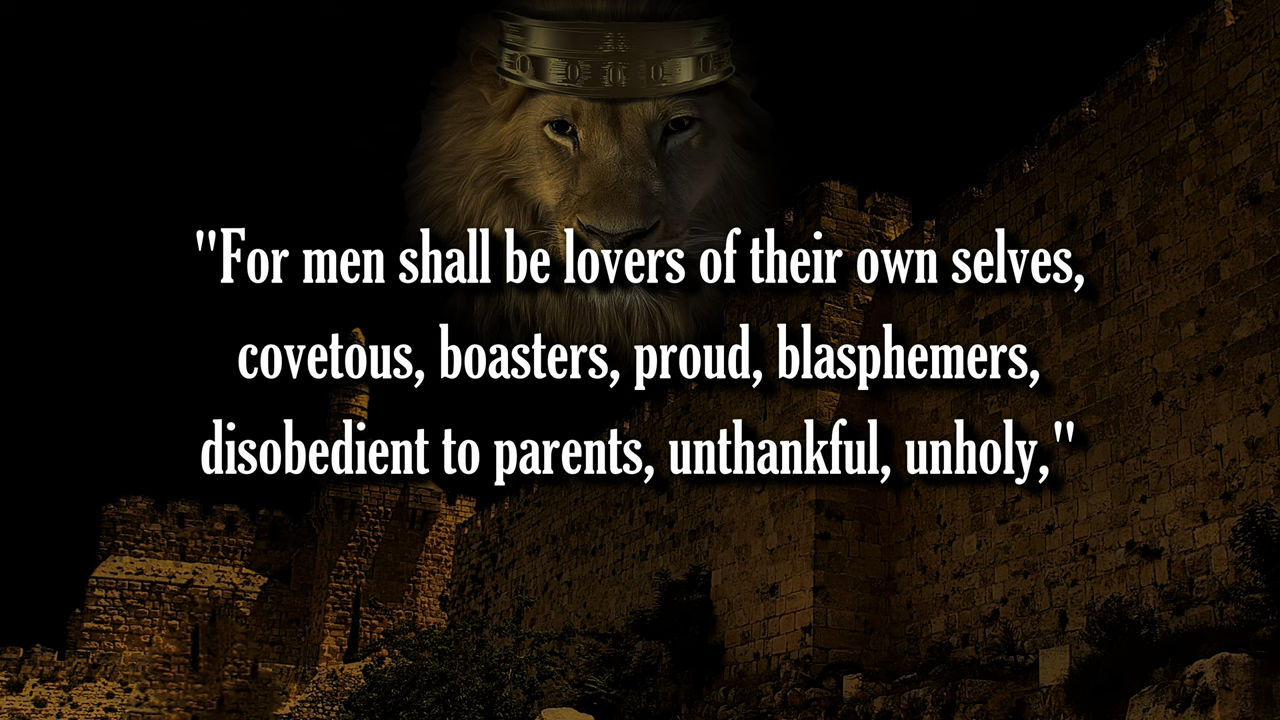 "For men shall be lovers of their own selves,
covetous, boasters, proud, blasphemers,
disobedient to parents, unthankful, unholy,"